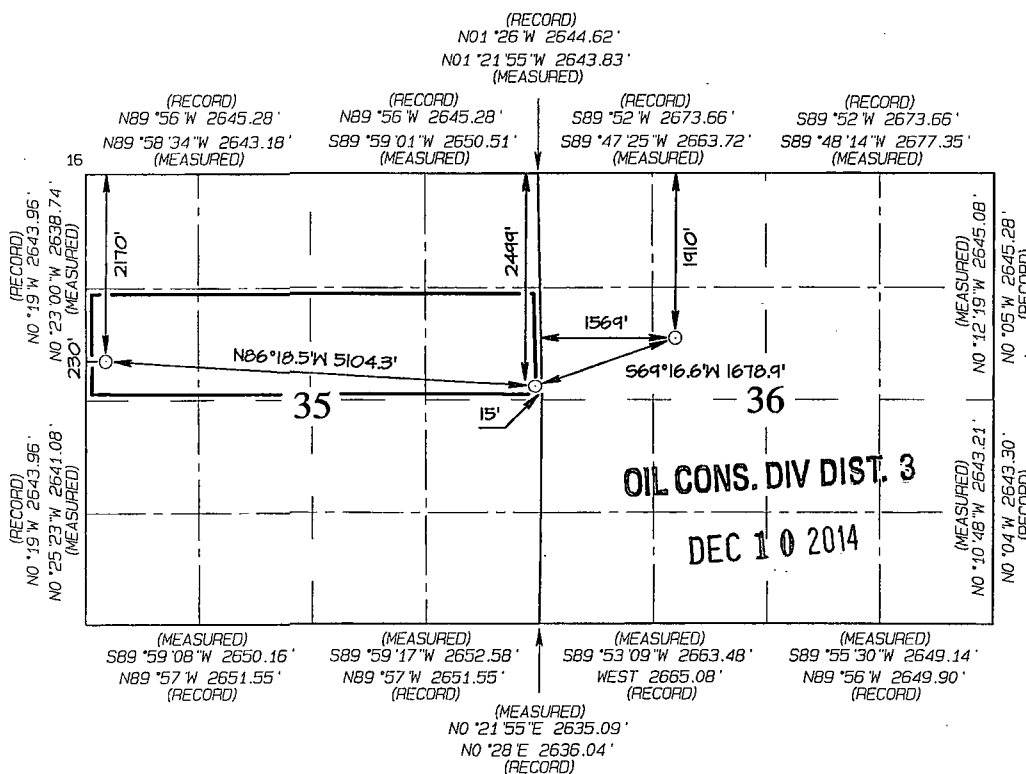 (RECORD)
N01°26'W 2644.62'
N01°21'55"W 2643.83'
(MEASURED)
(RECORD)
N89°56'W 2645.28'
N89°58'34"W 2643.18'
(MEASURED)
(RECORD)
N89°56'W 2645.28'
S89°59'01"W 2650.51'
(MEASURED)
(RECORD)
S89°52'W 2673.66'
S89°47'25"W 2663.72'
(MEASURED)
(RECORD)
S89°52'W 2673.66'
S89°48'14"W 2677.35'
(MEASURED)
16
(RECORD)
N0°19'W 2643.96'
N0°23'00"W 2638.74'
(MEASURED)
2170'
2499'
1910'
(MEASURED)
N0°12'19"W 2645.08'
N0°05'W 2645.28'
(RECORD)
230'
1569'
N86°18.5'W 5104.3'
S69°16.6'W 1678.9'
15'
35
36
(RECORD)
N0°19'W 2643.96'
N0°25'23"W 2641.08'
(MEASURED)
OIL CONS. DIV DIST. 3
DEC 10 2014
(MEASURED)
N0°10'48"W 2643.21'
N0°04'W 2643.30'
(RECORD)
(MEASURED)
S89°59'08"W 2650.16'
N89°57'W 2651.55'
(RECORD)
(MEASURED)
S89°59'17"W 2652.58'
N89°57'W 2651.55'
(RECORD)
(MEASURED)
S89°53'09"W 2663.48'
WEST 2665.08'
(RECORD)
(MEASURED)
S89°55'30"W 2649.14'
N89°56'W 2649.90'
(RECORD)
(MEASURED)
N0°21'55"E 2635.09'
N0°28'E 2636.04'
(RECORD)